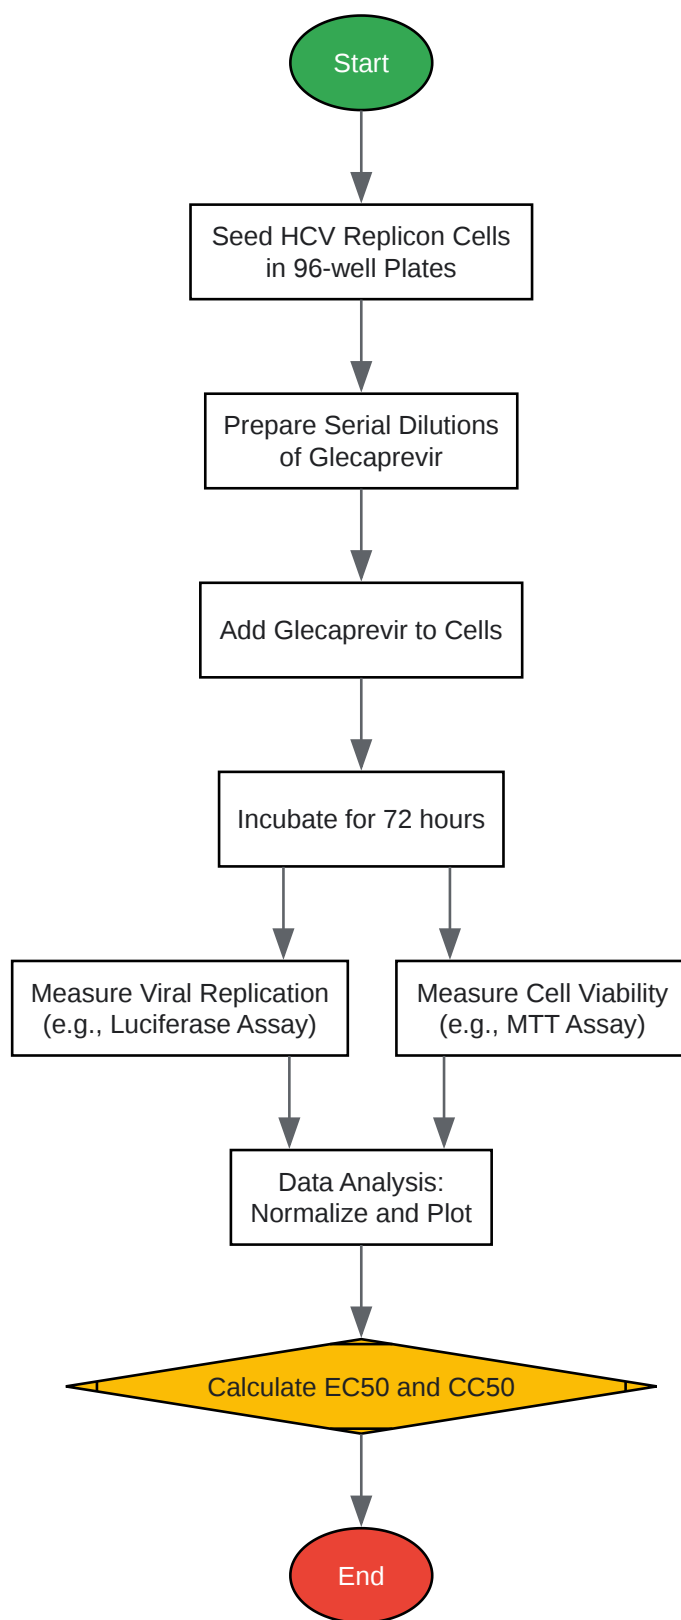 Start
Seed HCV Replicon Cells
in 96-well Plates
Prepare Serial Dilutions
of Glecaprevir
Add Glecaprevir to Cells
Incubate for 72 hours
Measure Viral Replication
(e.g., Luciferase Assay)
Measure Cell Viability
(e.g., MTT Assay)
Data Analysis:
Normalize and Plot
Calculate EC50 and CC50
End